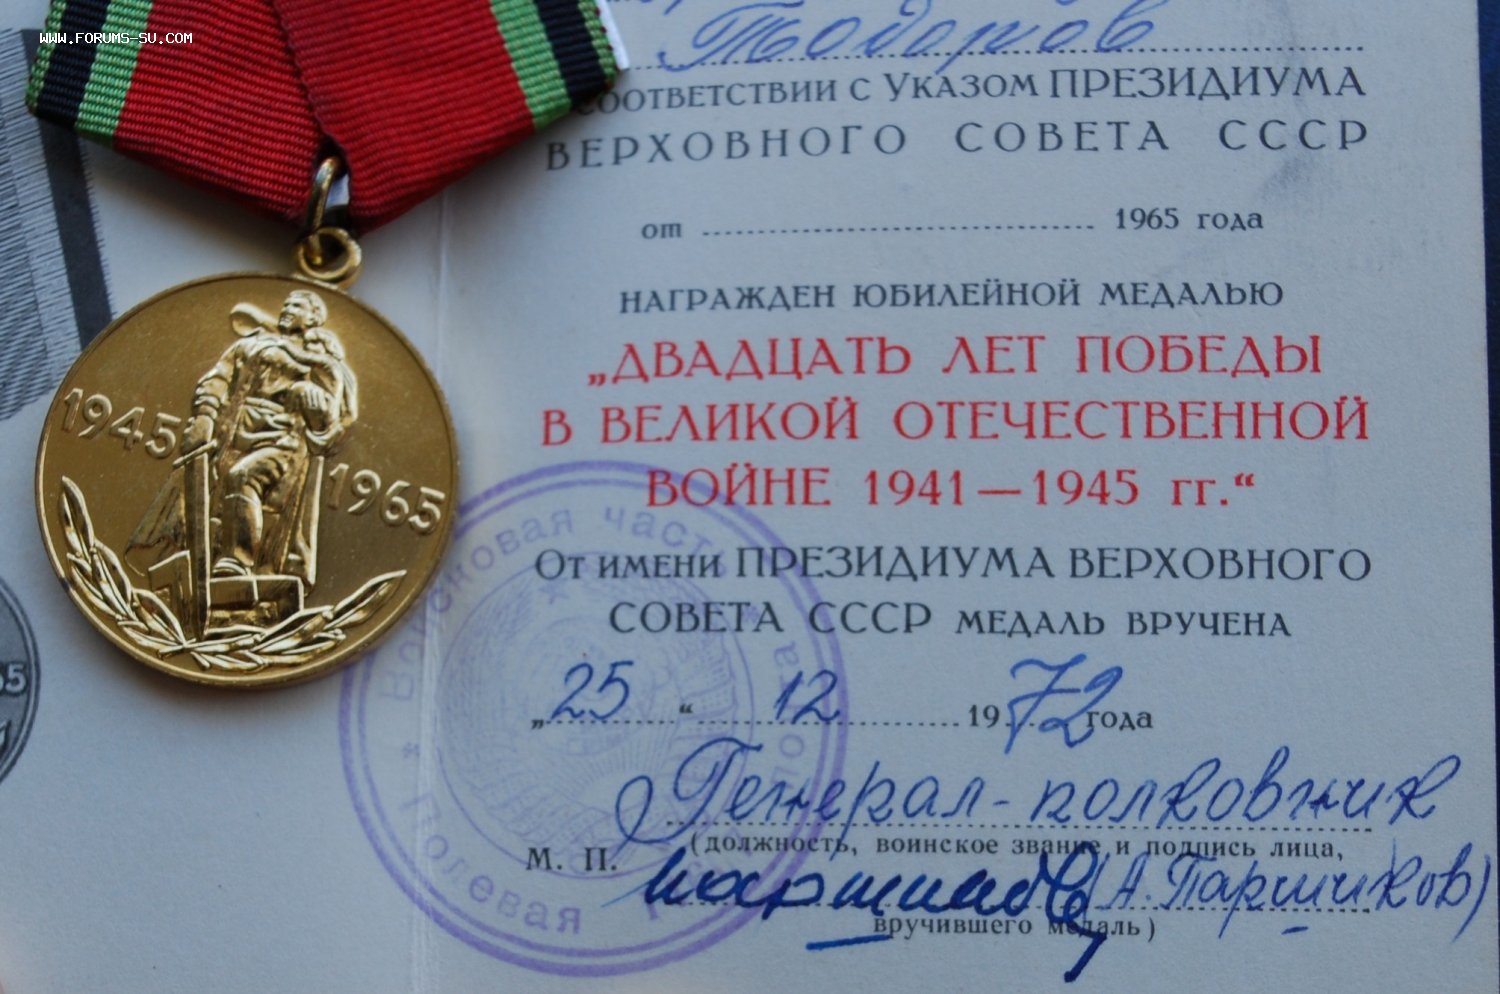 www.forums-su.com
Тодоров
соответствии с Указом ПРЕЗИДИУМА
ВЕРХОВНОГО СОВЕТА СССР
от 1965 года
НАГРАЖДЕН ЮБИЛЕЙНОЙ МЕДАЛЬЮ
„ДВАДЦАТЬ ЛЕТ ПОБЕДЫ
В ВЕЛИКОЙ ОТЕЧЕСТВЕННОЙ
ВОЙНЕ 1941—1945 гг.“
От имени ПРЕЗИДИУМА ВЕРХОВНОГО
СОВЕТА СССР МЕДАЛЬ ВРУЧЕНА
„25“ 12 1972 года
Генерал-полковник
(должность, воинское звание и подпись лица,
М. П.
(А. Паршиков)
вручившего медаль)
Войсковая часть
Полевая почта
1945
1965